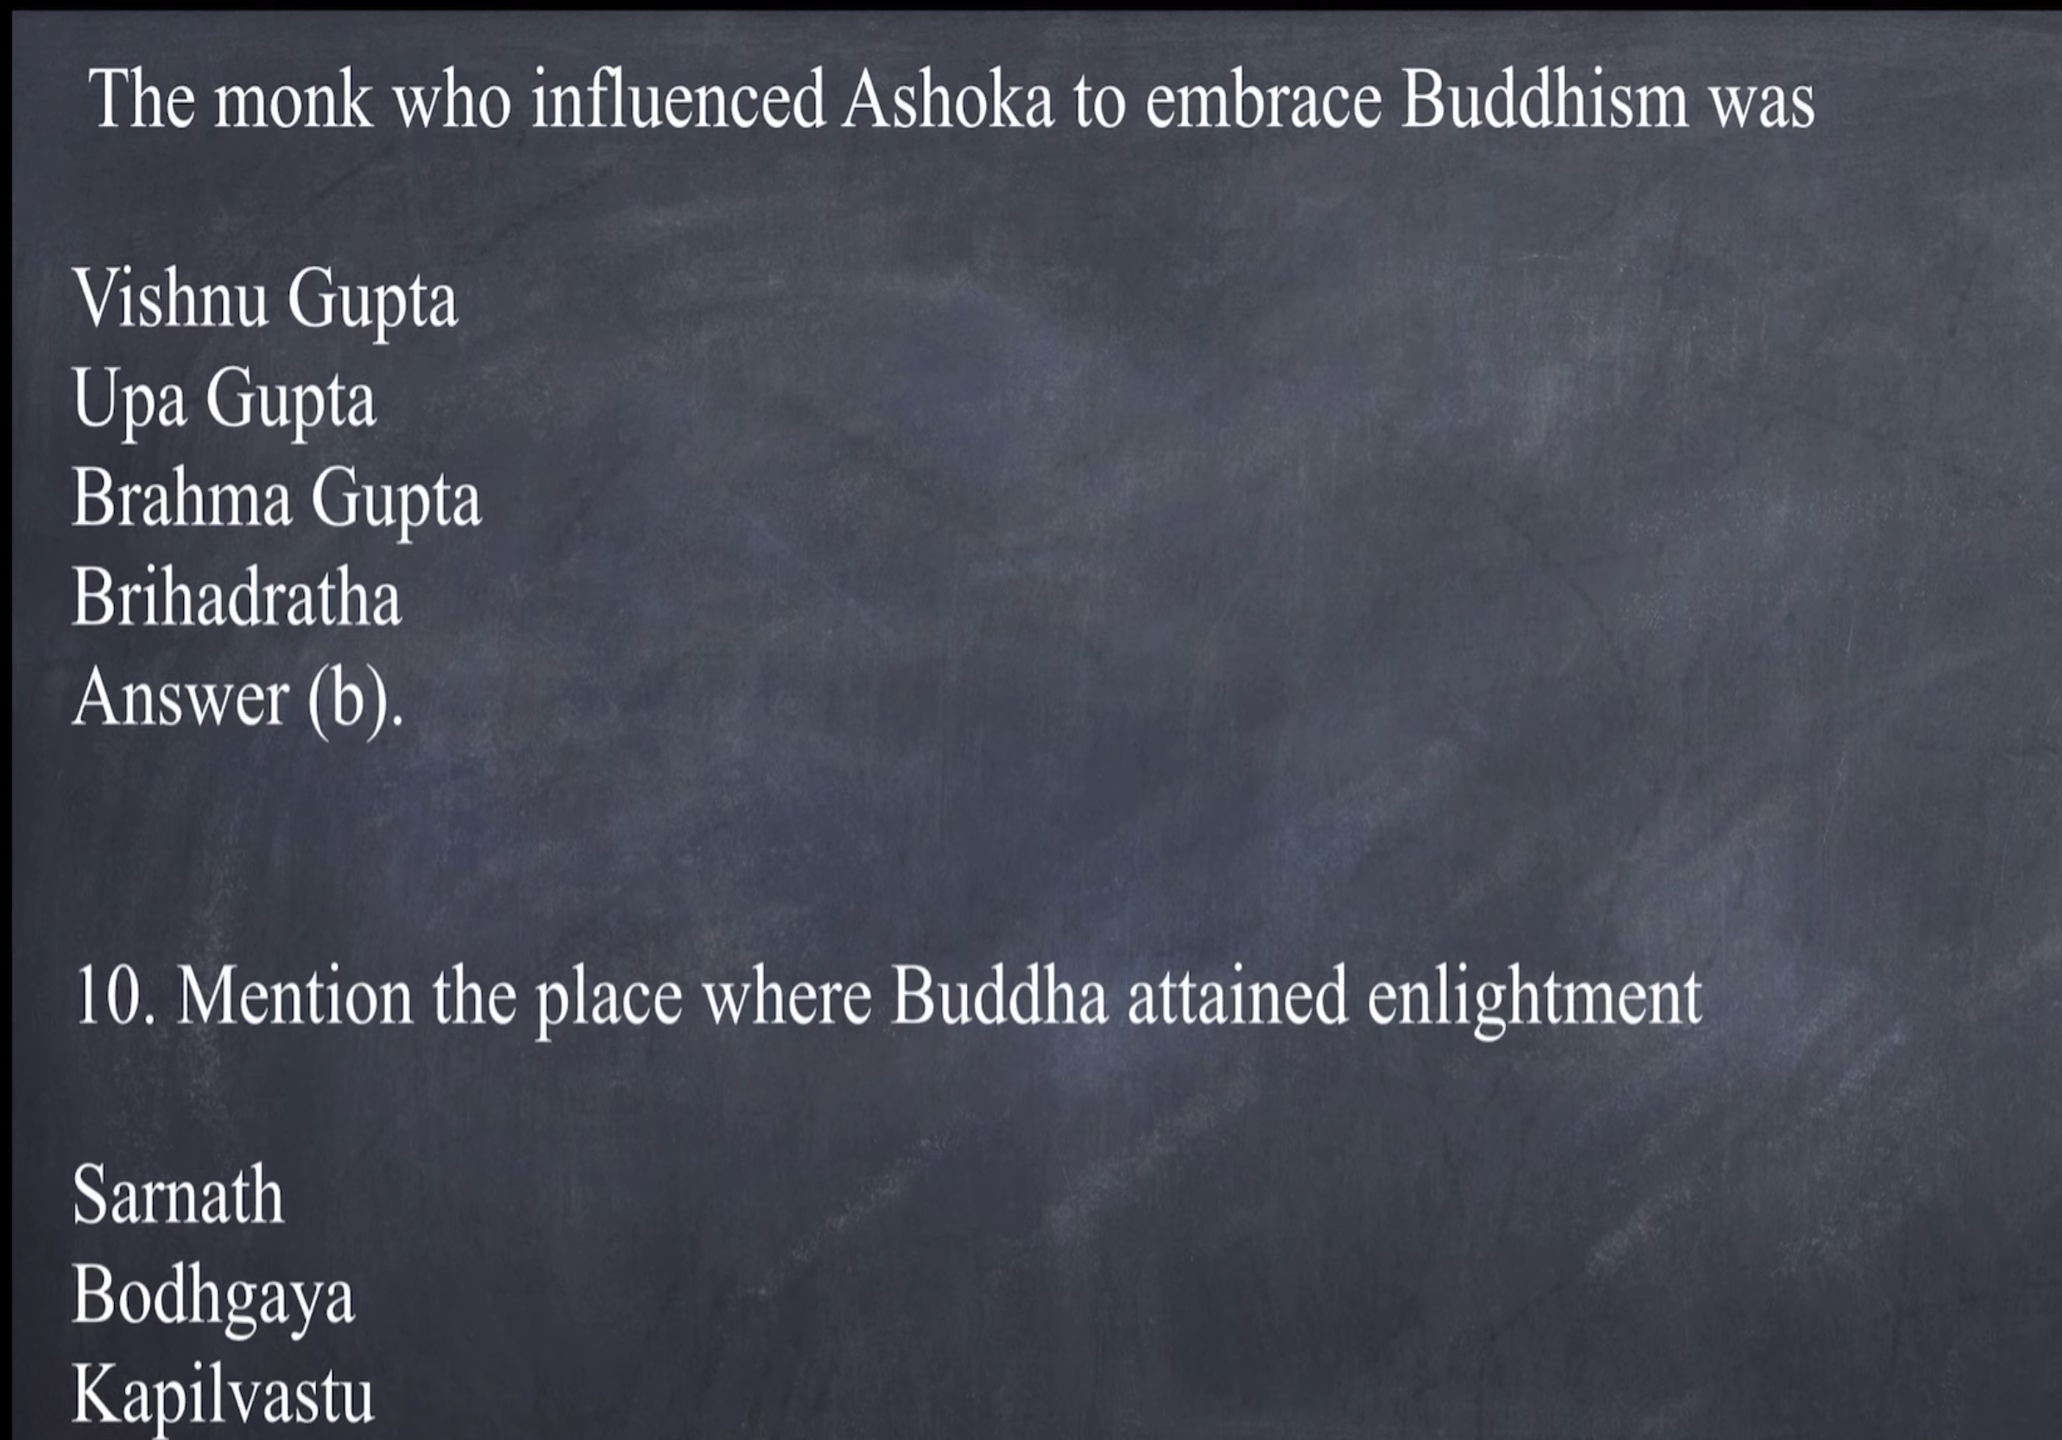 The monk who influenced Ashoka to embrace Buddhism was
Vishnu Gupta
Upa Gupta
Brahma Gupta
Brihadratha
Answer (b).
10. Mention the place where Buddha attained enlightment
Sarnath
Bodhgaya
Kapilvastu